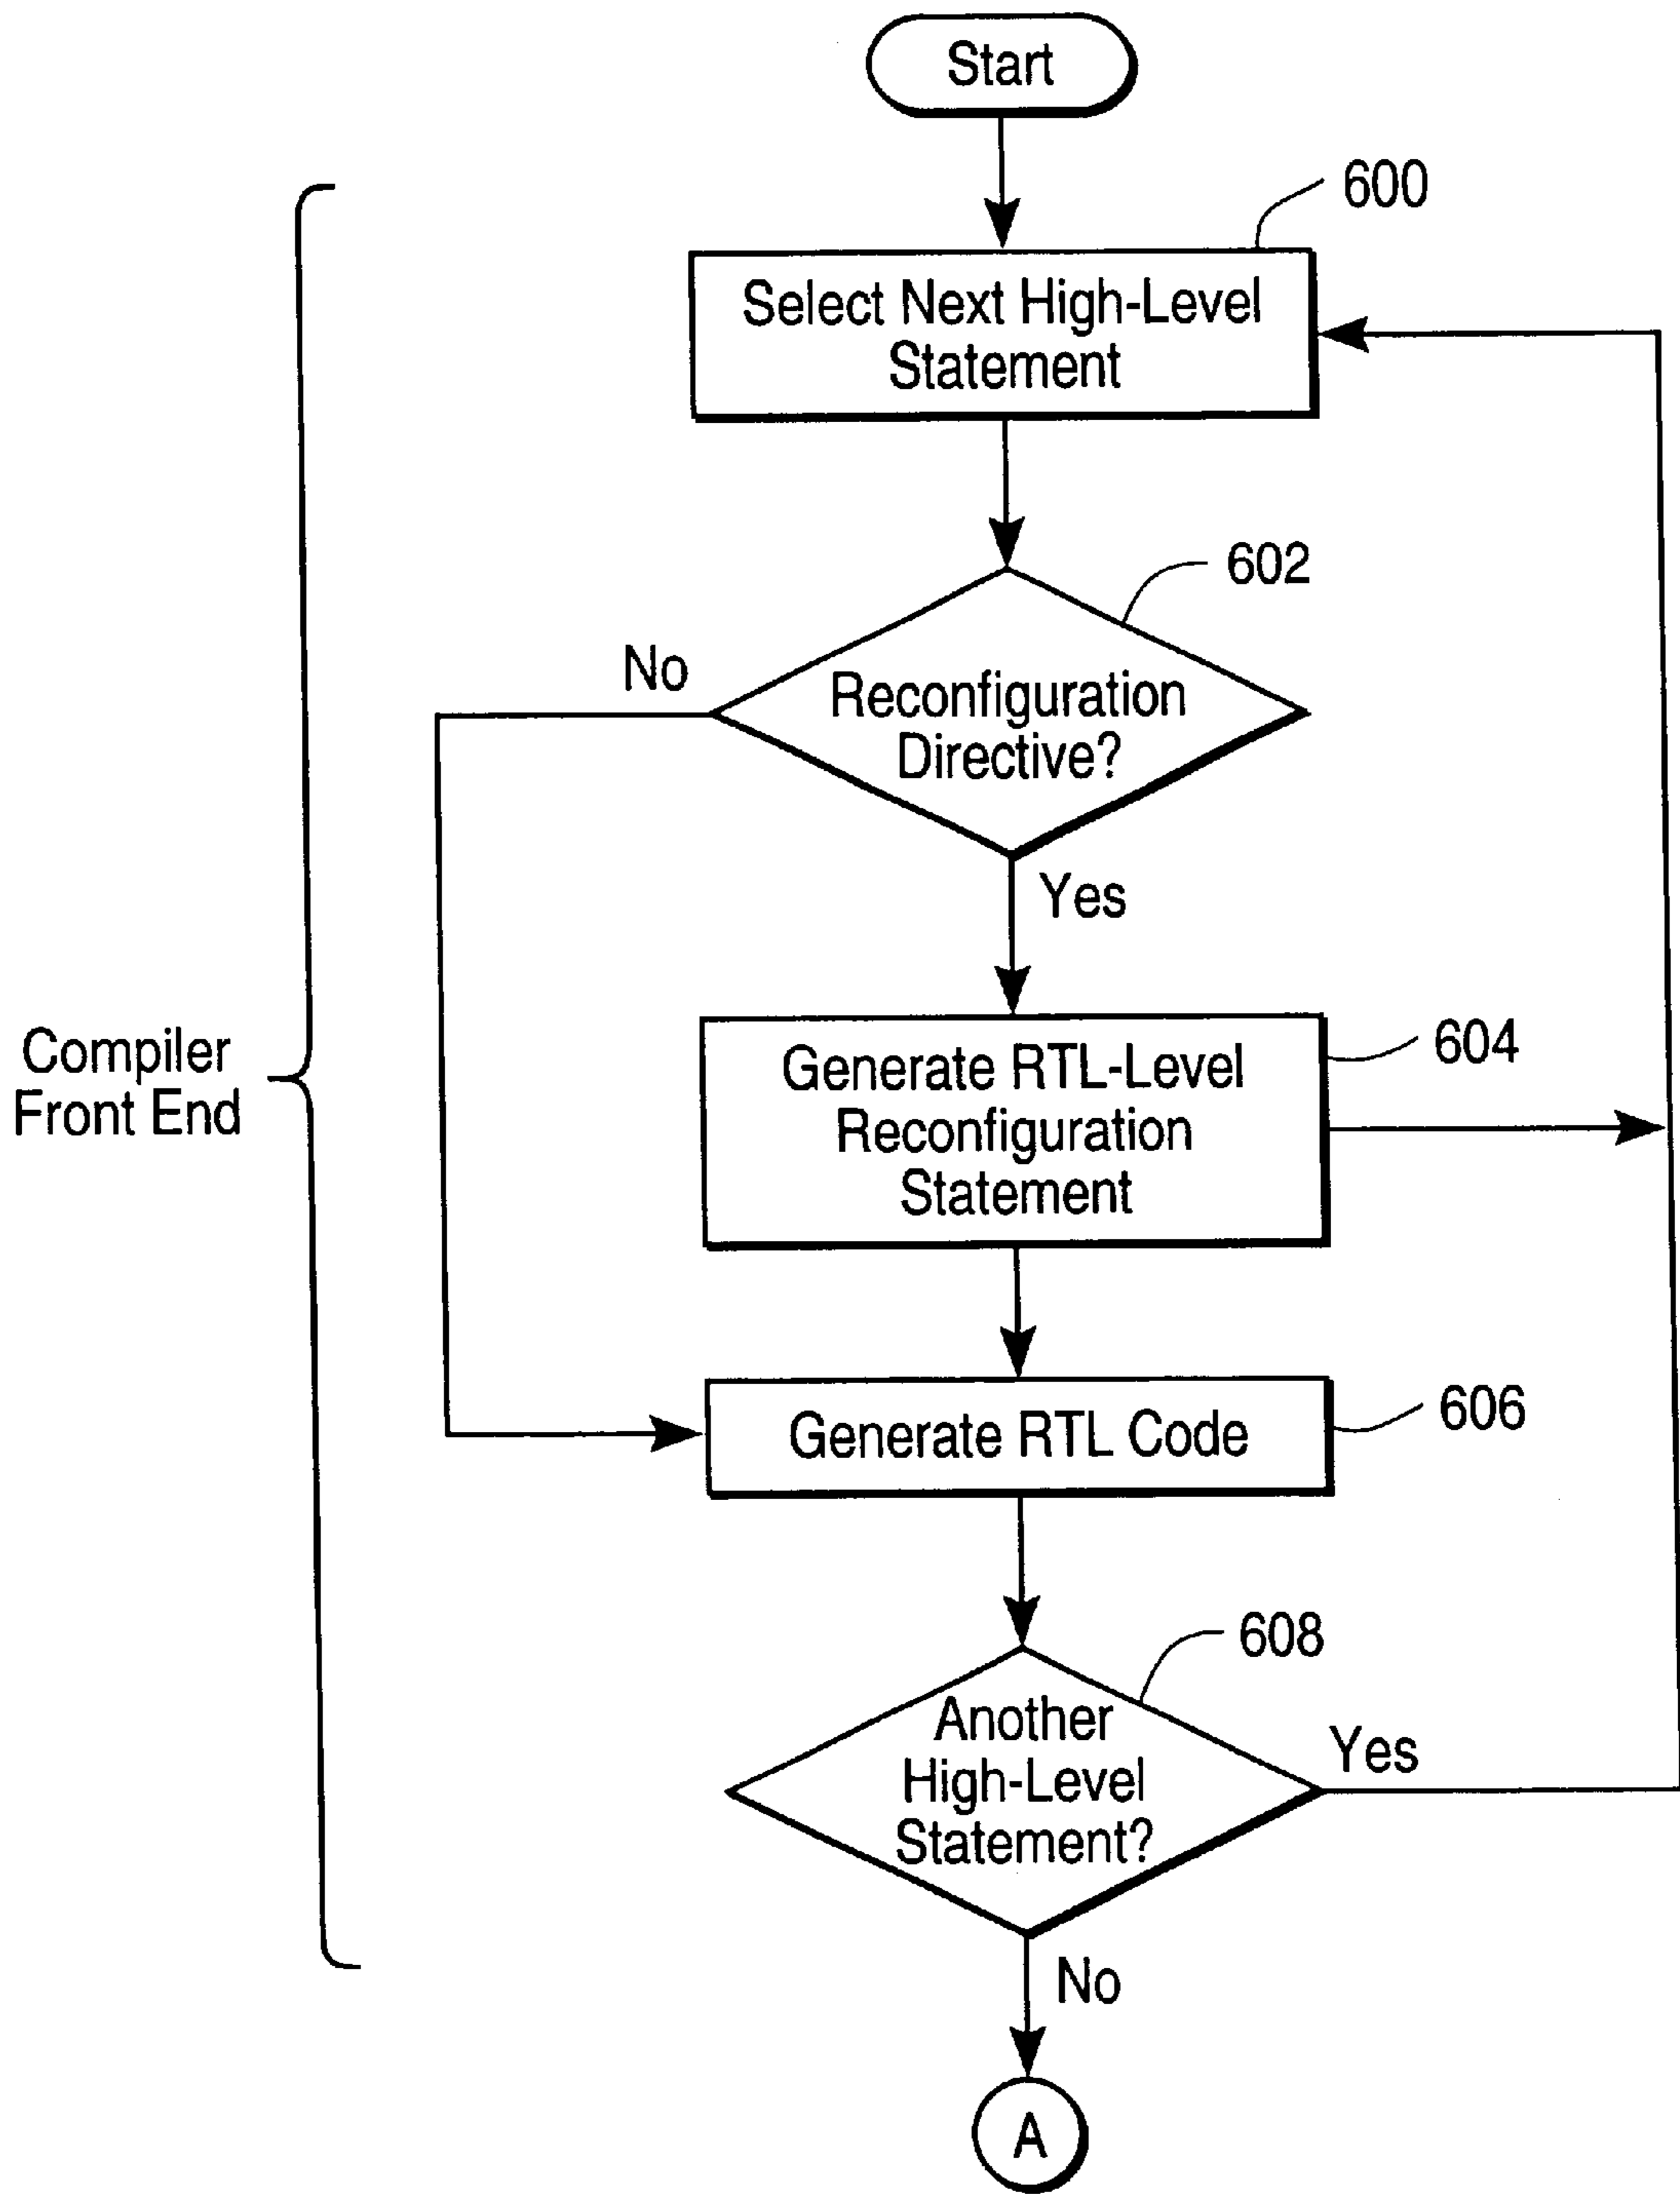 Start
600
Select Next High-Level
Statement
602
No
Reconfiguration
Directive?
Yes
Compiler
Front End
604
Generate RTL-Level
Reconfiguration
Statement
606
Generate RTL Code
608
Another
High-Level
Statement?
Yes
No
A